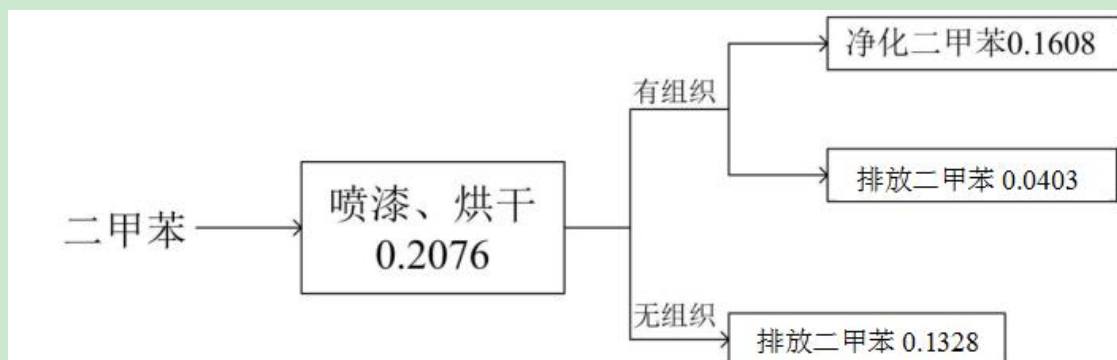 净化二甲苯0.1608
有组织
排放二甲苯 0.0403
喷漆、烘干
0.2076
二甲苯
无组织
排放二甲苯 0.1328